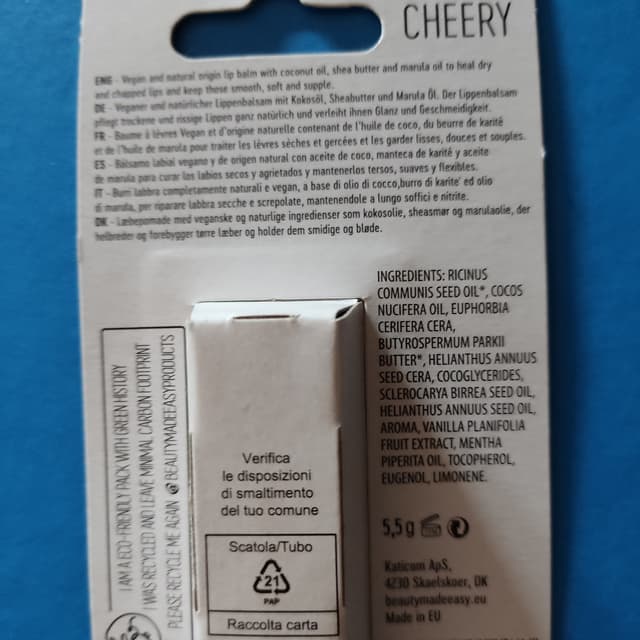 CHEERY
ENG - Vegan and natural origin lip balm with coconut oil, shea butter and marula oil to heal dry
and chapped lips and keep these smooth, soft and supple.
DE - Veganer und natürlicher Lippenbalsam mit Kokosöl, Sheabutter und Marula Öl. Der Lippenbalsam
pflegt trockene und rissige Lippen ganz natürlich und verleiht ihnen Glanz und Geschmeidigkeit.
FR - Baume à lèvres Vegan et d'origine naturelle contenant de l'huile de coco, du beurre de karité
et de l'huile de marula pour traiter les lèvres sèches et gercées et les garder lisses, douces et souples.
ES - Bálsamo labial vegano y de origen natural con aceite de coco, manteca de karité y aceite
de marula para curar los labios secos y agrietados y mantenerlos tersos, suaves y flexibles.
IT - Burri labbra completamente naturali e vegan, a base di olio di cocco,burro di karite' ed olio
di marula, per riparare labbra secche e screpolate, mantenendole a lungo soffici e nitrite.
DK - Læbepomade med veganske og naturlige ingredienser som kokosolie, sheasmør og marulaolie, der
helbreder og forebygger tørre læber og holder dem smidige og bløde.
INGREDIENTS: RICINUS
COMMUNIS SEED OIL*, COCOS
NUCIFERA OIL, EUPHORBIA
CERIFERA CERA,
BUTYROSPERMUM PARKII
BUTTER*, HELIANTHUS ANNUUS
SEED CERA, COCOGLYCERIDES,
SCLEROCARYA BIRREA SEED OIL,
HELIANTHUS ANNUUS SEED OIL,
AROMA, VANILLA PLANIFOLIA
FRUIT EXTRACT, MENTHA
PIPERITA OIL, TOCOPHEROL,
EUGENOL, LIMONENE.
5,5g
Katicom ApS,
4230 Skaelskoer, DK
beautymadeeasy.eu
Made in EU
I AM A ECO-FRIENDLY PACK WITH GREEN HISTORY
I WAS RECYCLED AND LEAVE MINIMAL CARBON FOOTPRINT
PLEASE RECYCLE ME AGAIN @BEAUTYMADEEASYPRODUCTS
Verifica
le disposizioni
di smaltimento
del tuo comune
Scatola/Tubo
21
PAP
Raccolta carta